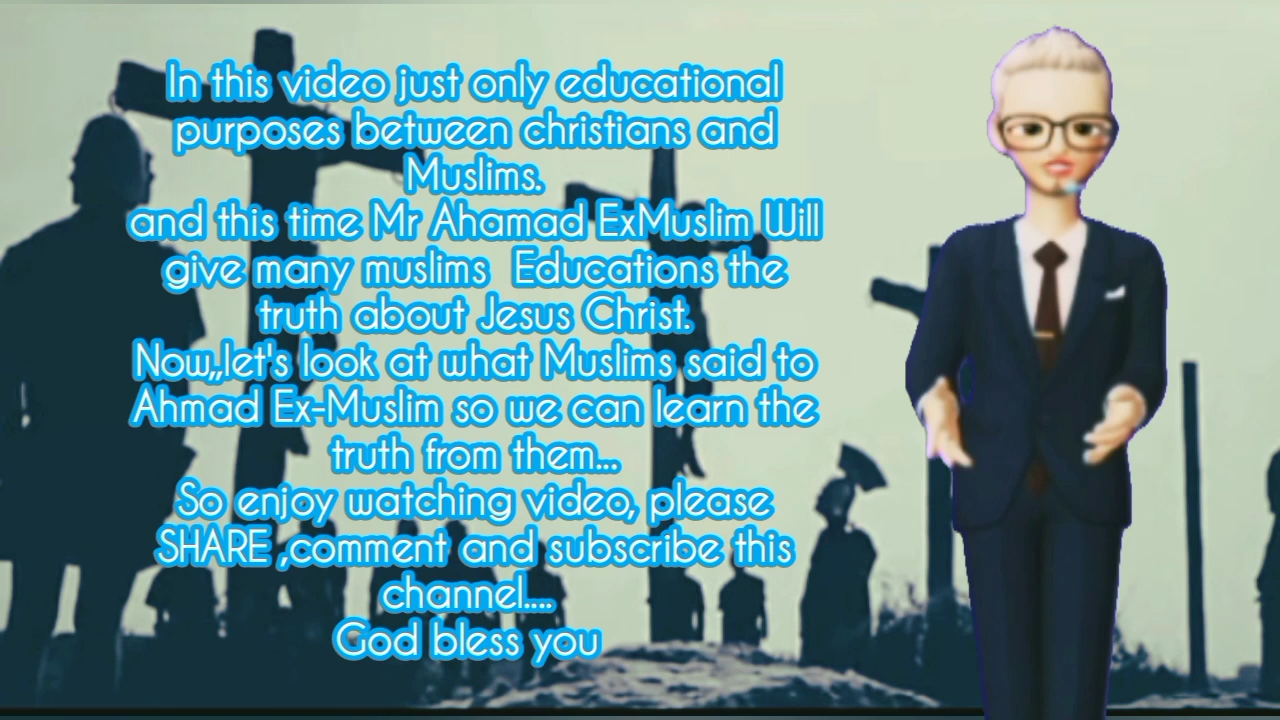 In this video just only educational
purposes between christians and
Muslims.
and this time Mr Ahamad ExMuslim Will
give many muslims Educations the
truth about Jesus Christ.
Now,,let's look at what Muslims said to
Ahmad Ex-Muslim so we can learn the
truth from them...
So enjoy watching video, please
SHARE ,comment and subscribe this
channel....
God bless you